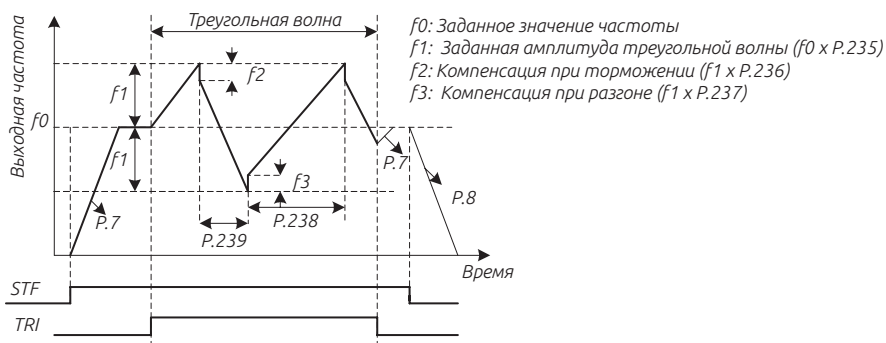 Треугольная волна
f0: Заданное значение частоты
f1: Заданная амплитуда треугольной волны (f0 x P.235)
f2: Компенсация при торможении (f1 x P.236)
f3: Компенсация при разгоне (f1 x P.237)
Выходная частота
f0
f1
f1
f2
f3
P.7
P.239
P.238
P.7
P.8
Время
STF
TRI